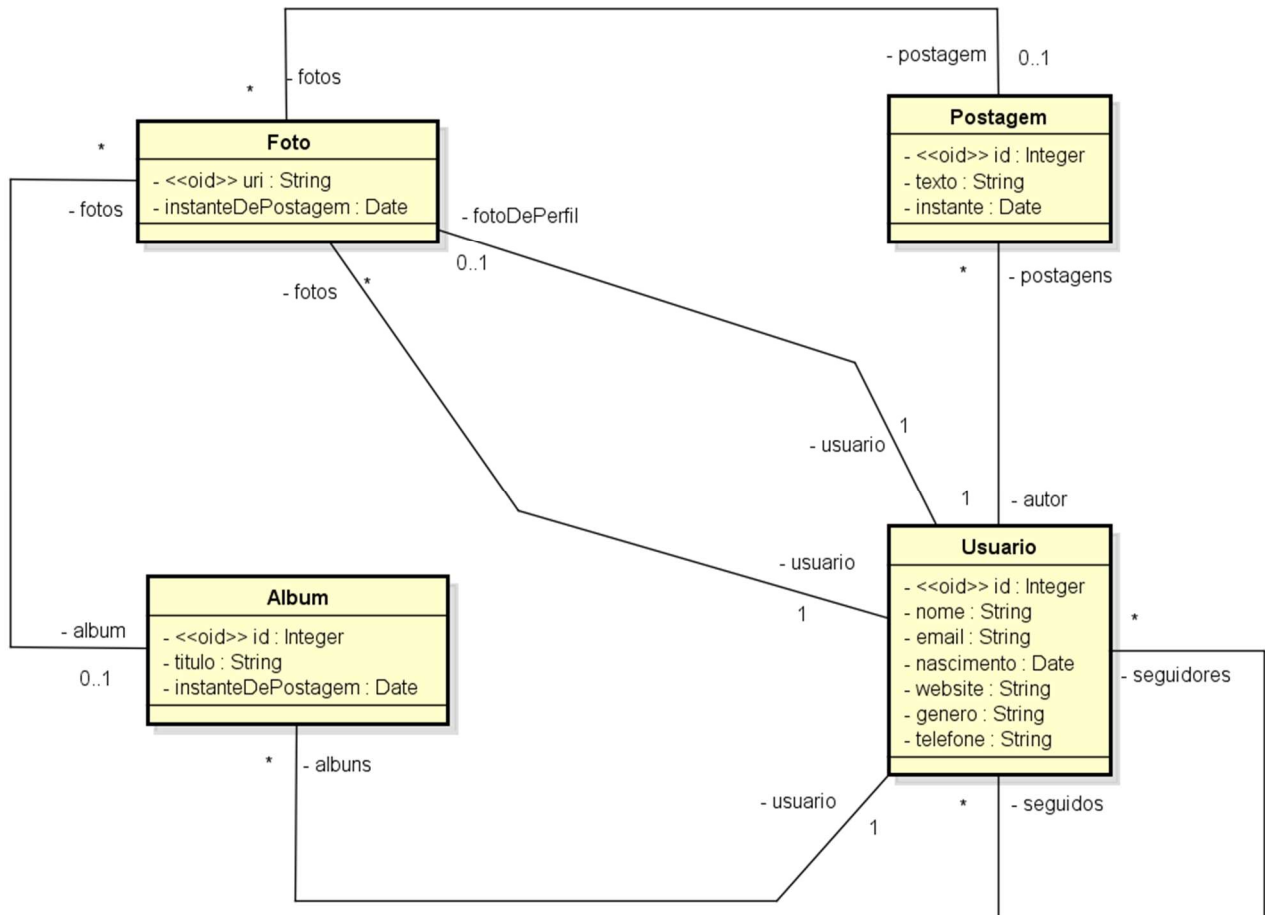 - fotos
*
- postagem
0..1
Foto
- <<oid>> uri : String
- instanteDePostagem : Date
Postagem
- <<oid>> id : Integer
- texto : String
- instante : Date
*
- fotos
- fotoDePerfil
0..1
- fotos
*
*
- postagens
1
- usuario
1
- autor
- usuario
1
Album
- <<oid>> id : Integer
- titulo : String
- instanteDePostagem : Date
- album
0..1
Usuario
- <<oid>> id : Integer
- nome : String
- email : String
- nascimento : Date
- website : String
- genero : String
- telefone : String
*
- seguidores
*
- albuns
- usuario
1
*
- seguidos